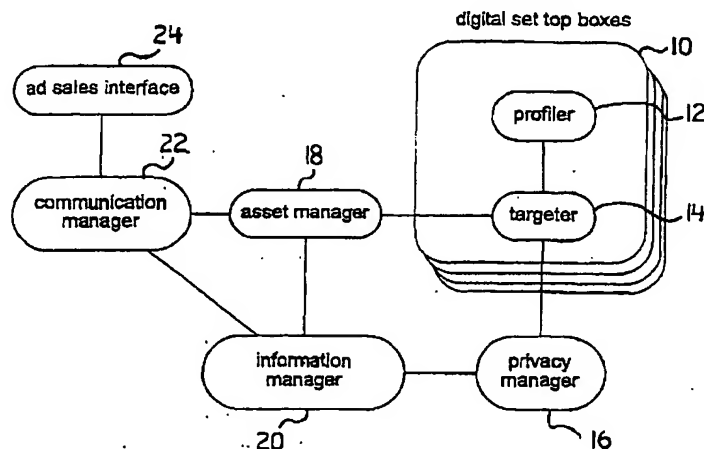 digital set top boxes
24
10
ad sales interface
profiler
12
22
18
communication
manager
asset manager
targeter
14
information
manager
privacy
manager
20
16